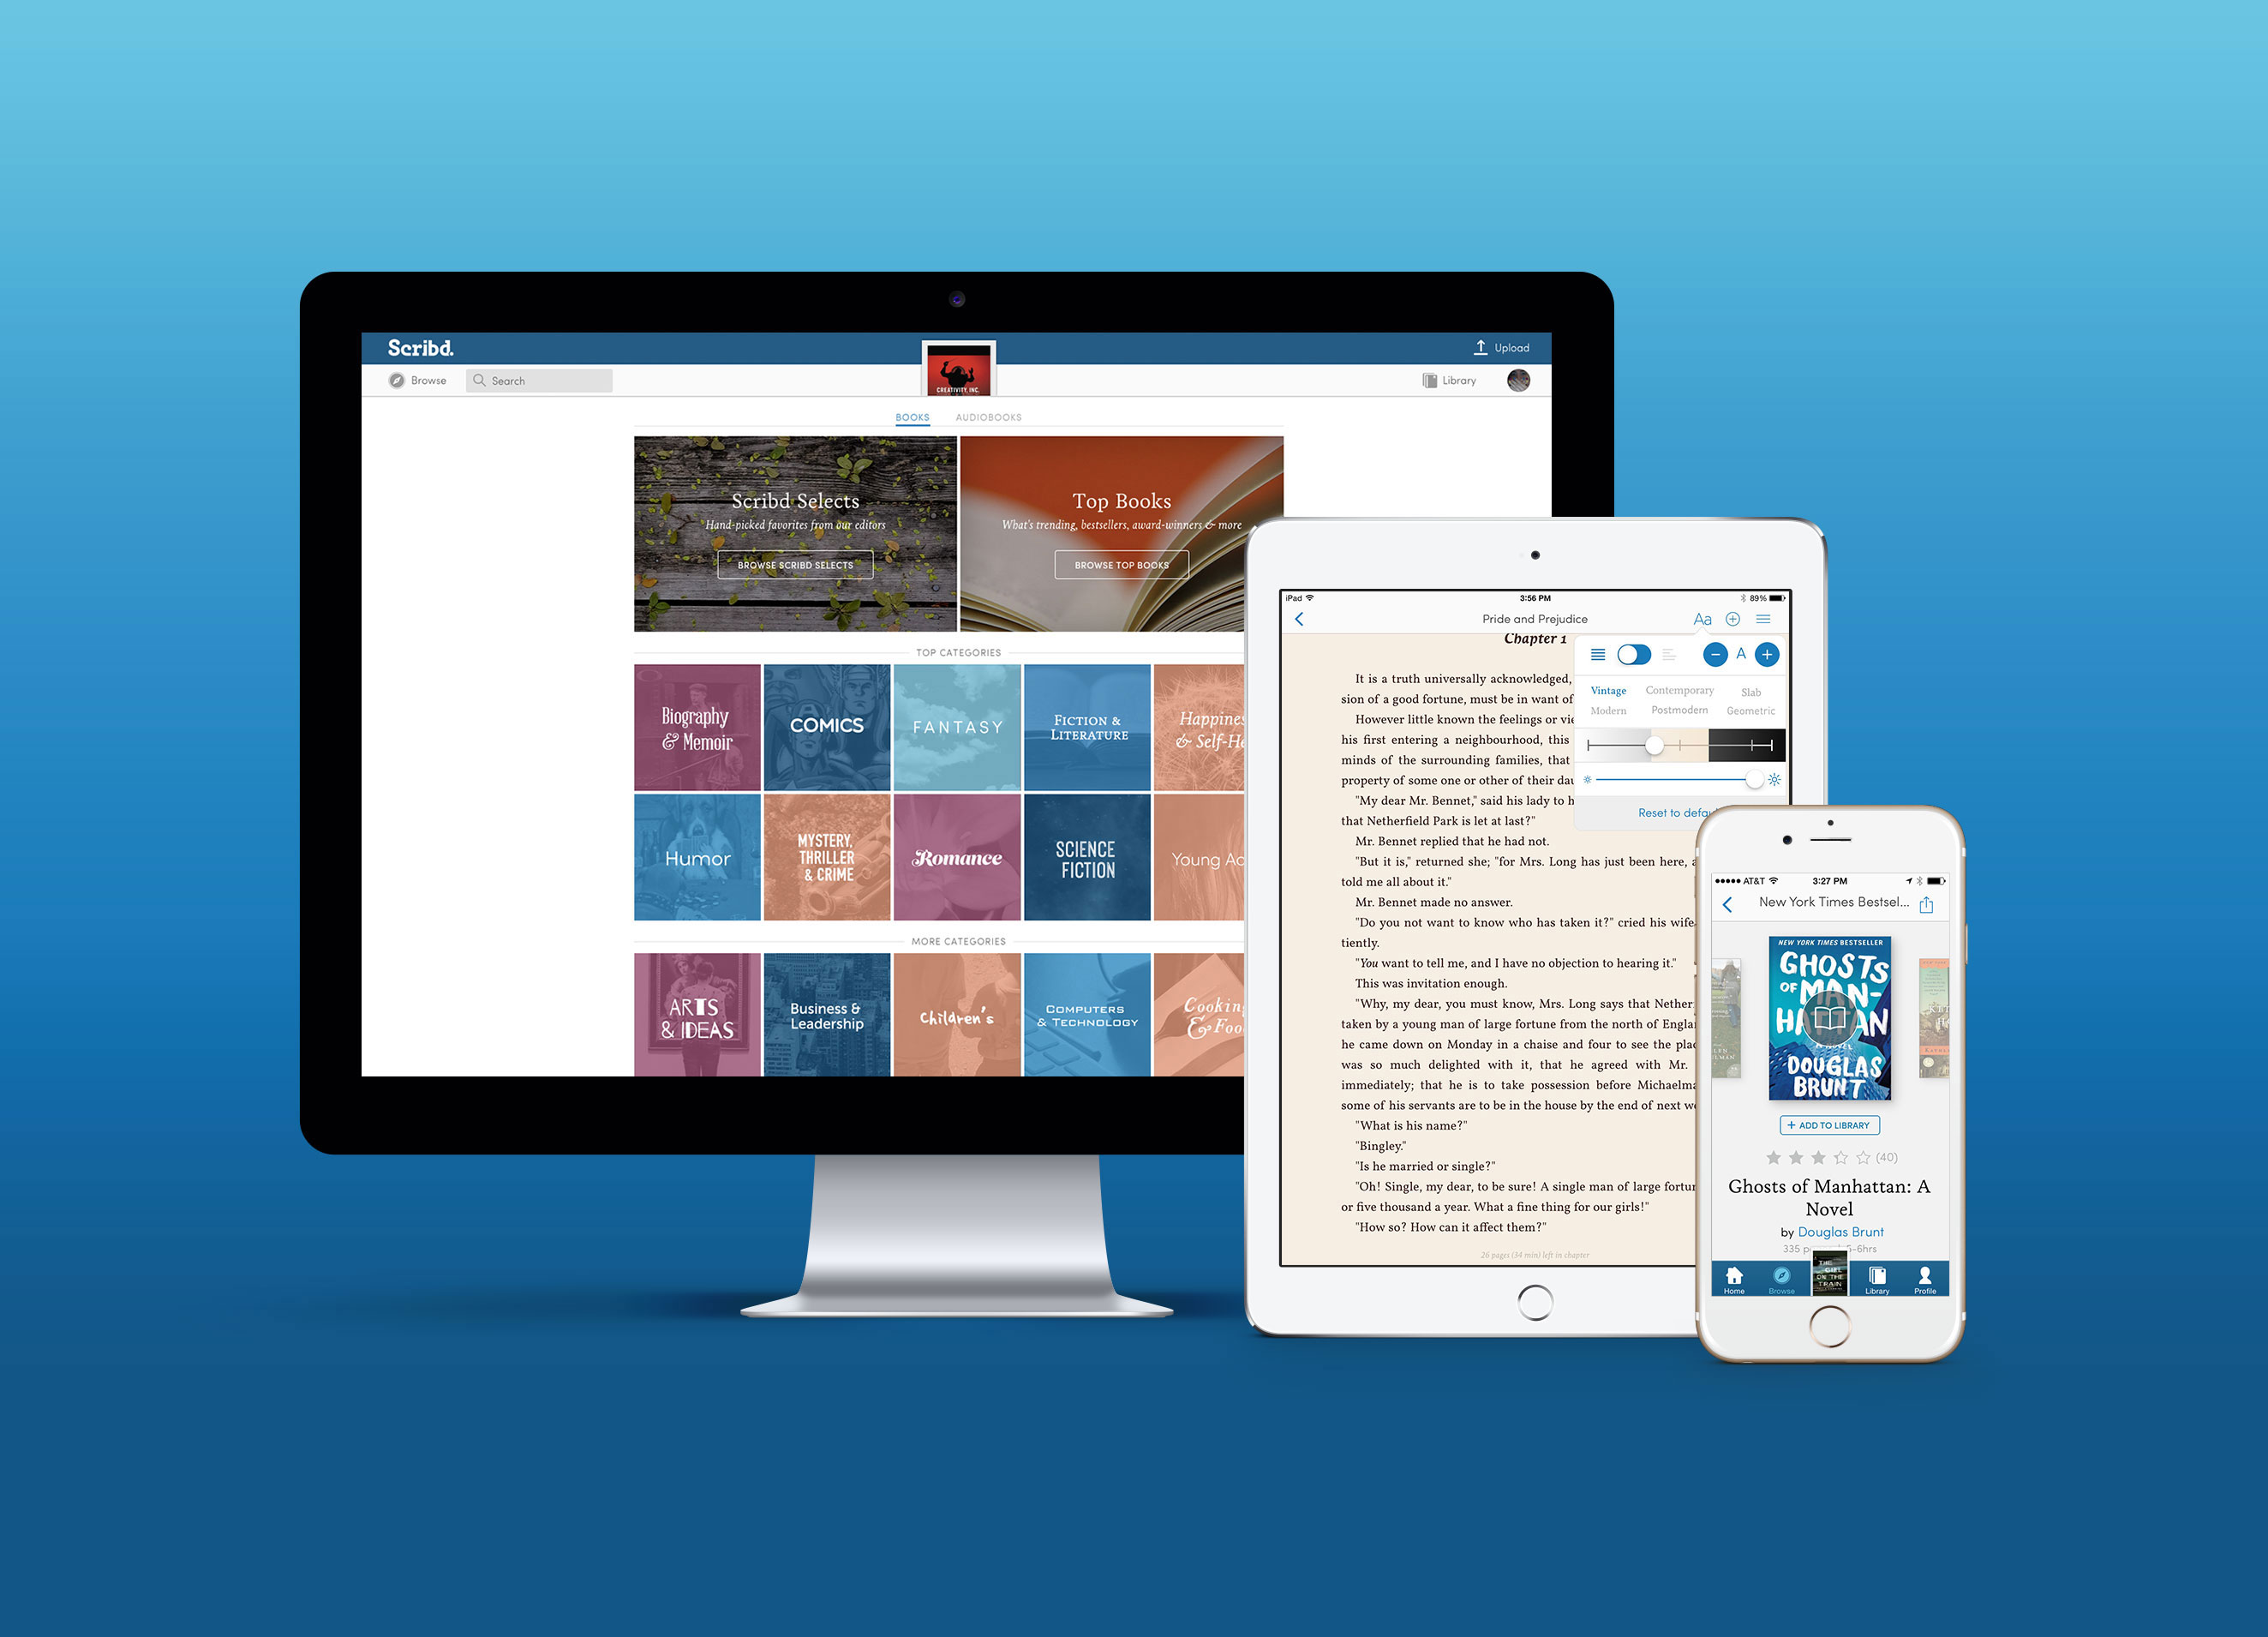 Scribd.
Upload
Browse
Search
CREATIVITY, INC.
Library
BOOKS
AUDIOBOOKS
Scribd Selects
Hand-picked favorites from our editors
BROWSE SCRIBD SELECTS
Top Books
What's trending, bestsellers, award-winners & more
BROWSE TOP BOOKS
TOP CATEGORIES
Biography
& Memoir
COMICS
FANTASY
FICTION &
LITERATURE
Happines
& Self-He
Humor
MYSTERY,
THRILLER
& CRIME
Romance
SCIENCE
FICTION
Young Ad
MORE CATEGORIES
ARTS
& IDEAS
Business &
Leadership
Children's
COMPUTERS
& TECHNOLOGY
Cooking
& Food
iPad
3:56 PM
89%
Pride and Prejudice
Aa
Chapter 1
It is a truth universally acknowledged,
sion of a good fortune, must be in want of
However little known the feelings or vie
his first entering a neighbourhood, this
minds of the surrounding families, that
property of some one or other of their dau
"My dear Mr. Bennet," said his lady to h
that Netherfield Park is let at last?"
Mr. Bennet replied that he had not.
"But it is," returned she; "for Mrs. Long has just been here, a
told me all about it."
Mr. Bennet made no answer.
"Do you not want to know who has taken it?" cried his wife
tiently.
"You want to tell me, and I have no objection to hearing it."
This was invitation enough.
"Why, my dear, you must know, Mrs. Long says that Nether
taken by a young man of large fortune from the north of Engla
he came down on Monday in a chaise and four to see the plac
was so much delighted with it, that he agreed with Mr.
immediately; that he is to take possession before Michaelma
some of his servants are to be in the house by the end of next we
"What is his name?"
"Bingley."
"Is he married or single?"
"Oh! Single, my dear, to be sure! A single man of large fortun
or five thousand a year. What a fine thing for our girls!"
"How so? How can it affect them?"
26 pages (34 min) left in chapter
A
Vintage
Contemporary
Slab
Modern
Postmodern
Geometric
Reset to defau
AT&T
3:27 PM
New York Times Bestsel...
NEW YORK TIMES BESTSELLER
GHOSTS
OF MAN-
HATTAN
A NOVEL
DOUGLAS
BRUNT
+ ADD TO LIBRARY
(40)
Ghosts of Manhattan: A
Novel
by Douglas Brunt
335 p
-6hrs
THE
GIRL
ON THE
TRAIN
Home
Browse
Library
Profile